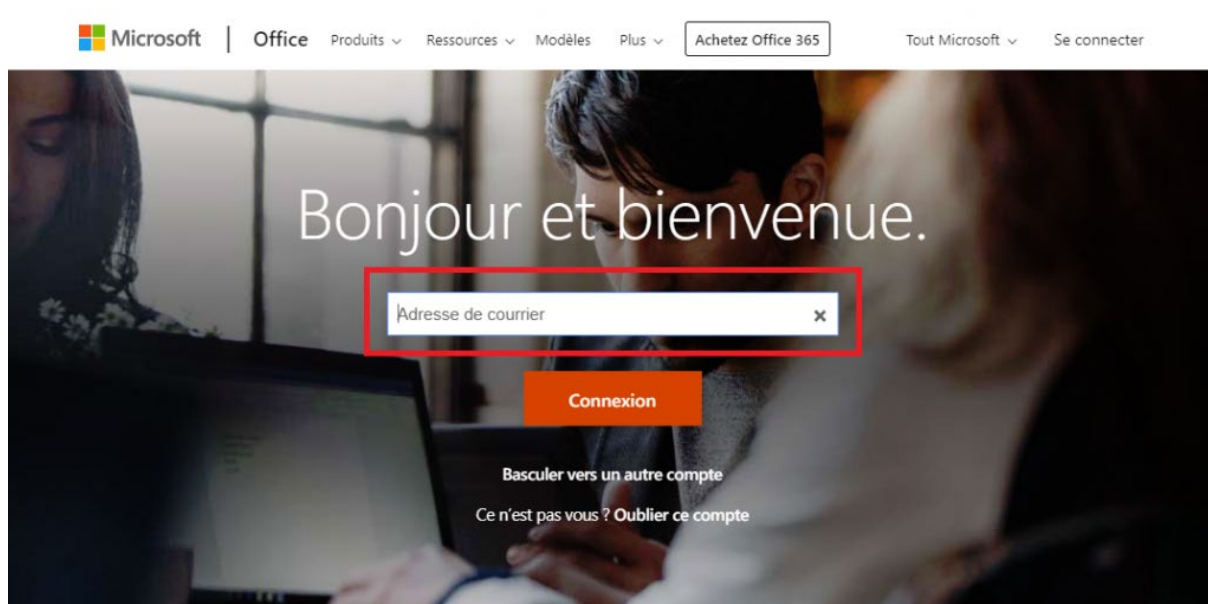 Microsoft | Office Produits Ressources Modèles Plus Achetez Office 365 Tout Microsoft Se connecter
Bonjour et bienvenue.
Adresse de courrier
Connexion
Basculer vers un autre compte
Ce n'est pas vous ? Oublier ce compte